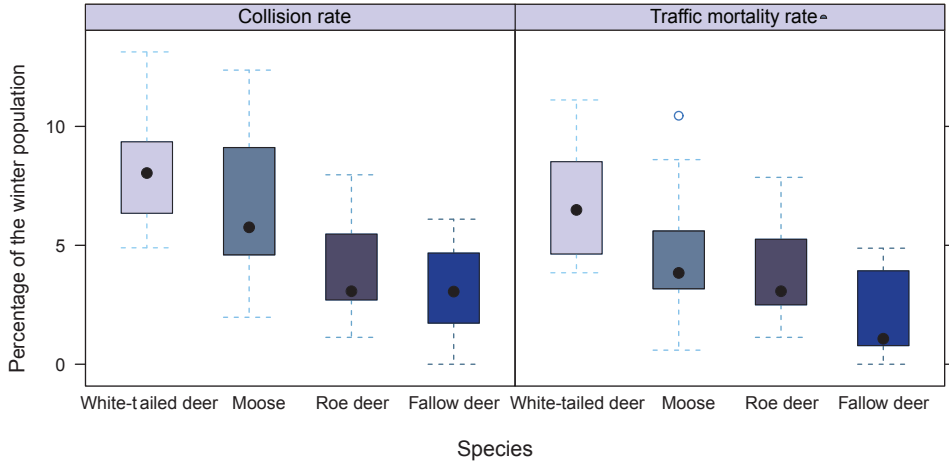 Collision rate
Traffic mortality rate
Percentage of the winter population
10
5
0
White-tailed deer Moose Roe deer Fallow deer White-tailed deer Moose Roe deer Fallow deer
Species